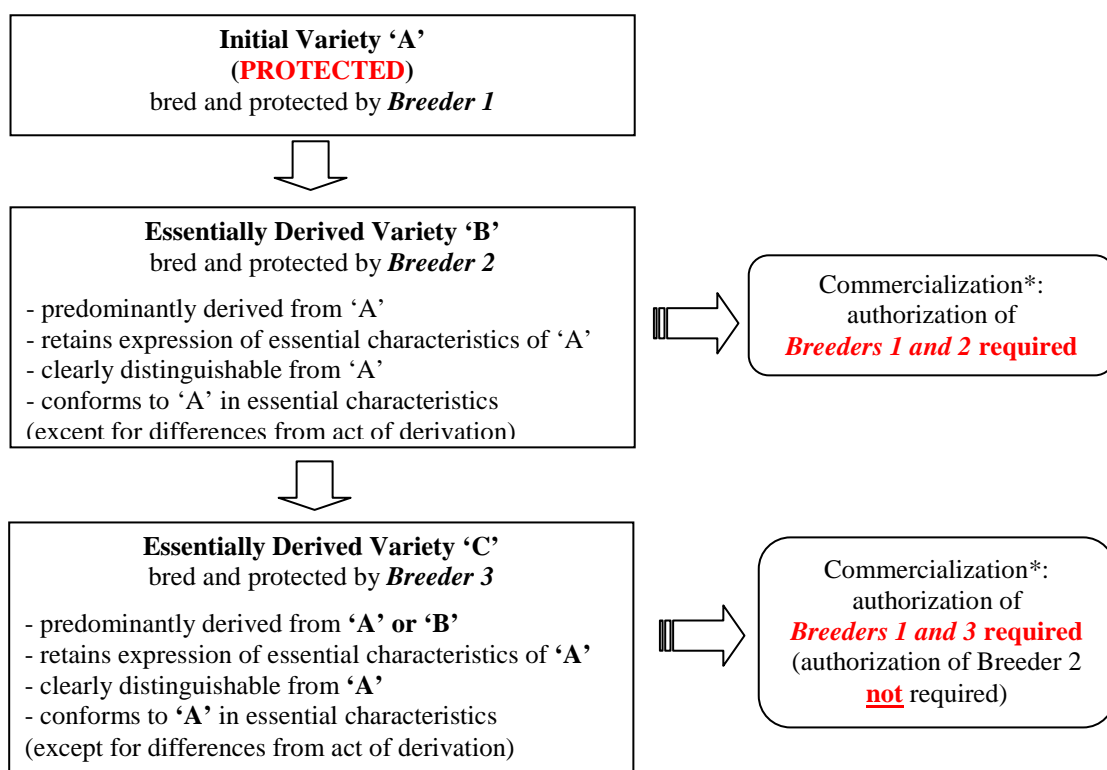 Initial Variety ‘A’
(PROTECTED)
bred and protected by Breeder 1
Essentially Derived Variety ‘B’
bred and protected by Breeder 2
- predominantly derived from ‘A’
- retains expression of essential characteristics of ‘A’
- clearly distinguishable from ‘A’
- conforms to ‘A’ in essential characteristics
(except for differences from act of derivation)
Commercialization*:
authorization of
Breeders 1 and 2 required
Essentially Derived Variety ‘C’
bred and protected by Breeder 3
- predominantly derived from ‘A’ or ‘B’
- retains expression of essential characteristics of ‘A’
- clearly distinguishable from ‘A’
- conforms to ‘A’ in essential characteristics
(except for differences from act of derivation)
Commercialization*:
authorization of
Breeders 1 and 3 required
(authorization of Breeder 2
not required)